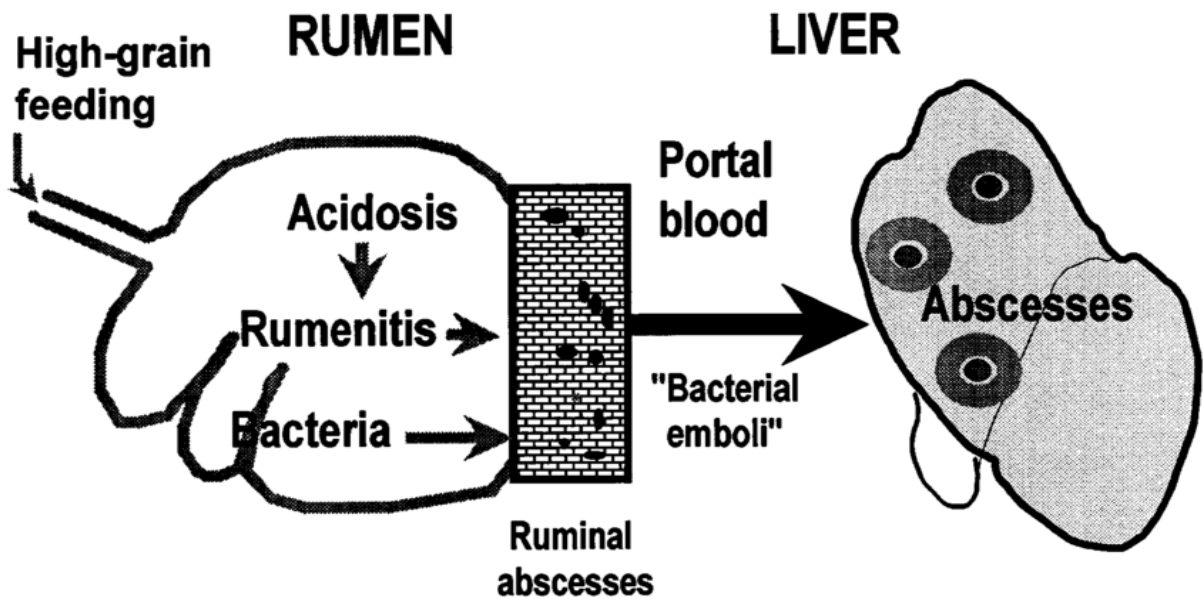 RUMEN
LIVER
High-grain
feeding
Acidosis
Rumenitis
Bacteria
Ruminal
abscesses
Portal
blood
"Bacterial
emboli"
Abscesses